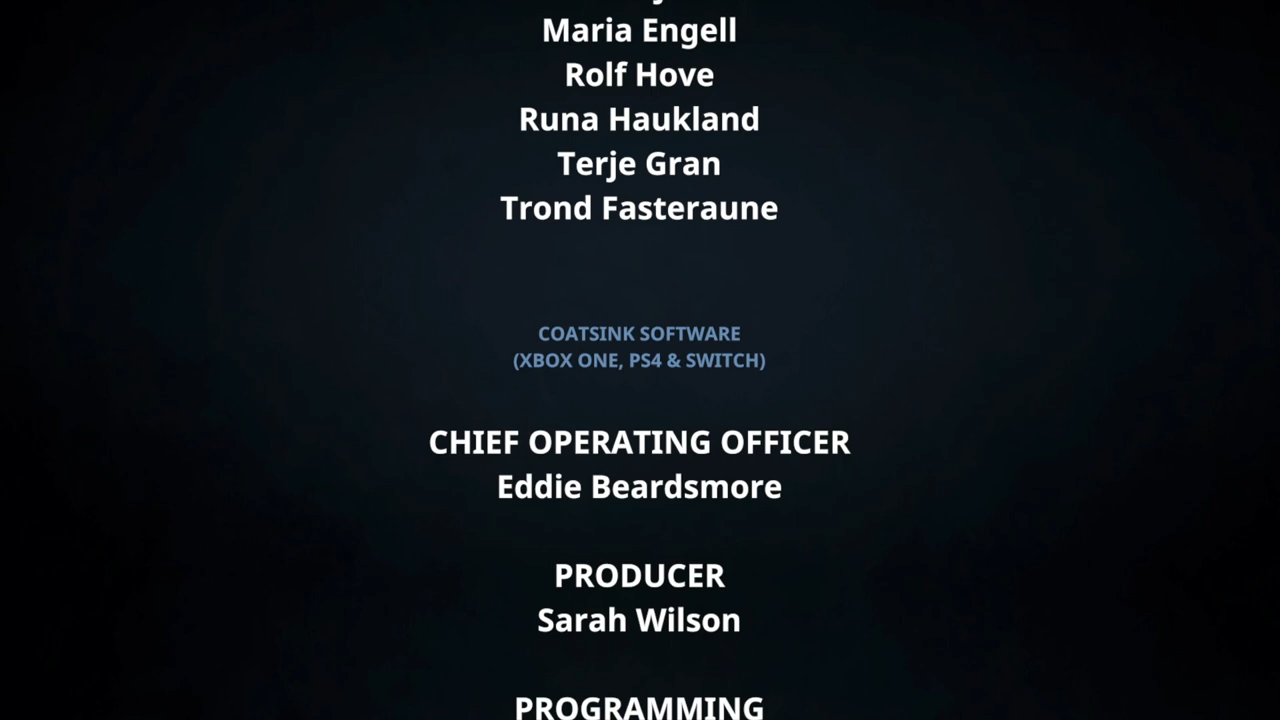 Maria Engell
Rolf Hove
Runa Haukland
Terje Gran
Trond Fasteraune
COATSINK SOFTWARE
(XBOX ONE, PS4 & SWITCH)
CHIEF OPERATING OFFICER
Eddie Beardsmore
PRODUCER
Sarah Wilson
PROGRAMMING